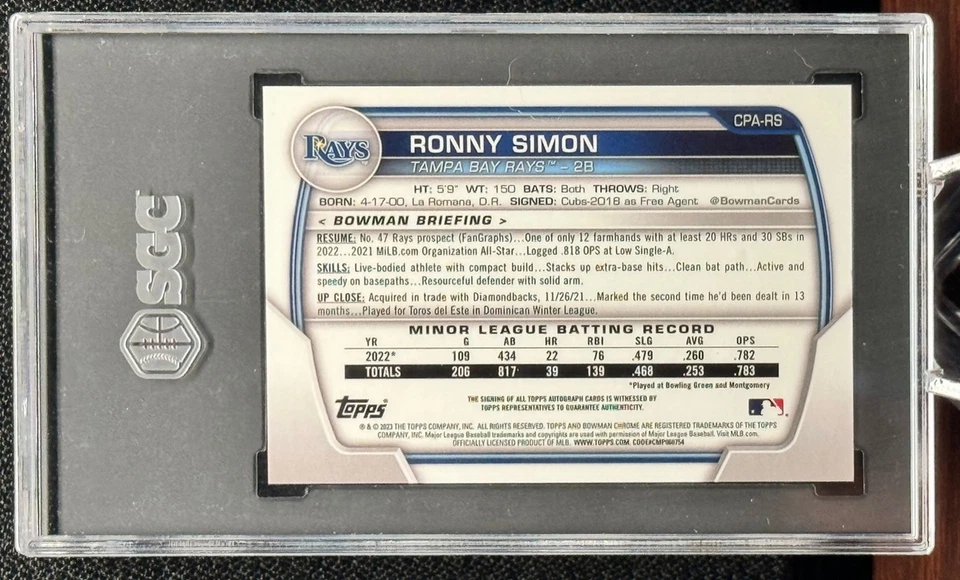 SGC
CPA-RS
RAYS
RONNY SIMON
TAMPA BAY RAYS™ - 2B
HT: 5'9" WT: 150 BATS: Both THROWS: Right
BORN: 4-17-00, La Romana, D.R. SIGNED: Cubs-2018 as Free Agent @BowmanCards
< BOWMAN BRIEFING >
RESUME: No. 47 Rays prospect (FanGraphs)...One of only 12 farmhands with at least 20 HRs and 30 SBs in
2022...2021 MiLB.com Organization All-Star...Logged .818 OPS at Low Single-A.
SKILLS: Live-bodied athlete with compact build...Stacks up extra-base hits...Clean bat path...Active and
speedy on basepaths...Resourceful defender with solid arm.
UP CLOSE: Acquired in trade with Diamondbacks, 11/26/21...Marked the second time he'd been dealt in 13
months...Played for Toros del Este in Dominican Winter League.
MINOR LEAGUE BATTING RECORD
YR G AB HR RBI SLG AVG OPS
2022* 109 434 22 76 .479 .260 .782
TOTALS 206 817 39 139 .468 .253 .783
*Played at Bowling Green and Montgomery
Topps®
THE SIGNING OF ALL TOPPS AUTOGRAPH CARDS IS WITNESSED BY
TOPPS REPRESENTATIVES TO GUARANTEE AUTHENTICITY.
® & © 2023 THE TOPPS COMPANY, INC. ALL RIGHTS RESERVED. TOPPS AND BOWMAN CHROME ARE REGISTERED TRADEMARKS OF THE TOPPS
COMPANY, INC. Major League Baseball trademarks and copyrights are used with permission of Major League Baseball. Visit MLB.com.
OFFICIALLY LICENSED PRODUCT OF MLB. WWW.TOPPS.COM. CODE#CMP060754